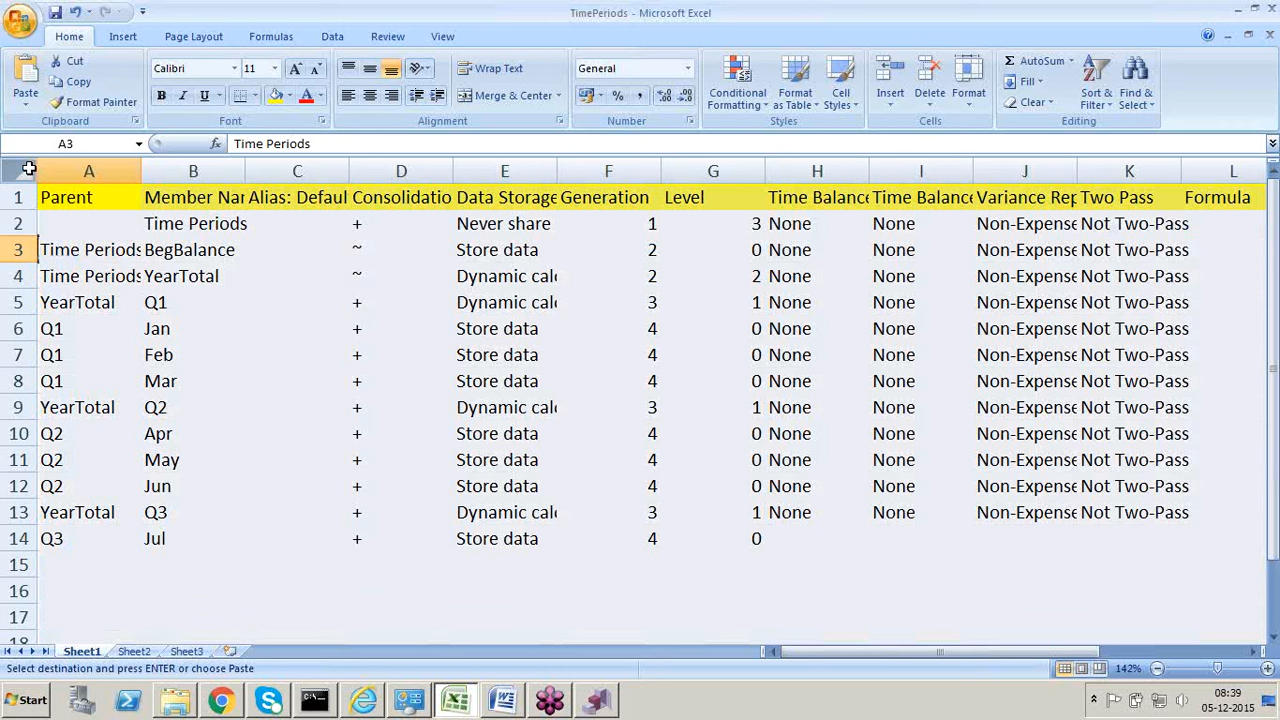 TimePeriods - Microsoft Excel
Home Insert Page Layout Formulas Data Review View
Paste Cut Copy Format Painter Clipboard
Calibri 11 B I U Font
Wrap Text Merge & Center Alignment
General % , Number
Conditional Formatting Format as Table Cell Styles Styles
Insert Delete Format Cells
AutoSum Fill Clear Sort & Filter Find & Select Editing
A3 fx Time Periods
A B C D E F G H I J K L
1 Parent Member Nar Alias: Defaul Consolidatio Data Storage Generation Level Time Balance Time Balance Variance Rep Two Pass Formula
2 Time Periods + Never share 1 3 None None Non-Expense Not Two-Pass
3 Time Periods BegBalance ~ Store data 2 0 None None Non-Expense Not Two-Pass
4 Time Periods YearTotal ~ Dynamic calc 2 2 None None Non-Expense Not Two-Pass
5 YearTotal Q1 + Dynamic calc 3 1 None None Non-Expense Not Two-Pass
6 Q1 Jan + Store data 4 0 None None Non-Expense Not Two-Pass
7 Q1 Feb + Store data 4 0 None None Non-Expense Not Two-Pass
8 Q1 Mar + Store data 4 0 None None Non-Expense Not Two-Pass
9 YearTotal Q2 + Dynamic calc 3 1 None None Non-Expense Not Two-Pass
10 Q2 Apr + Store data 4 0 None None Non-Expense Not Two-Pass
11 Q2 May + Store data 4 0 None None Non-Expense Not Two-Pass
12 Q2 Jun + Store data 4 0 None None Non-Expense Not Two-Pass
13 YearTotal Q3 + Dynamic calc 3 1 None None Non-Expense Not Two-Pass
14 Q3 Jul + Store data 4 0
15
16
17
18
Sheet1 Sheet2 Sheet3
Select destination and press ENTER or choose Paste 142%
Start 08:39
05-12-2015